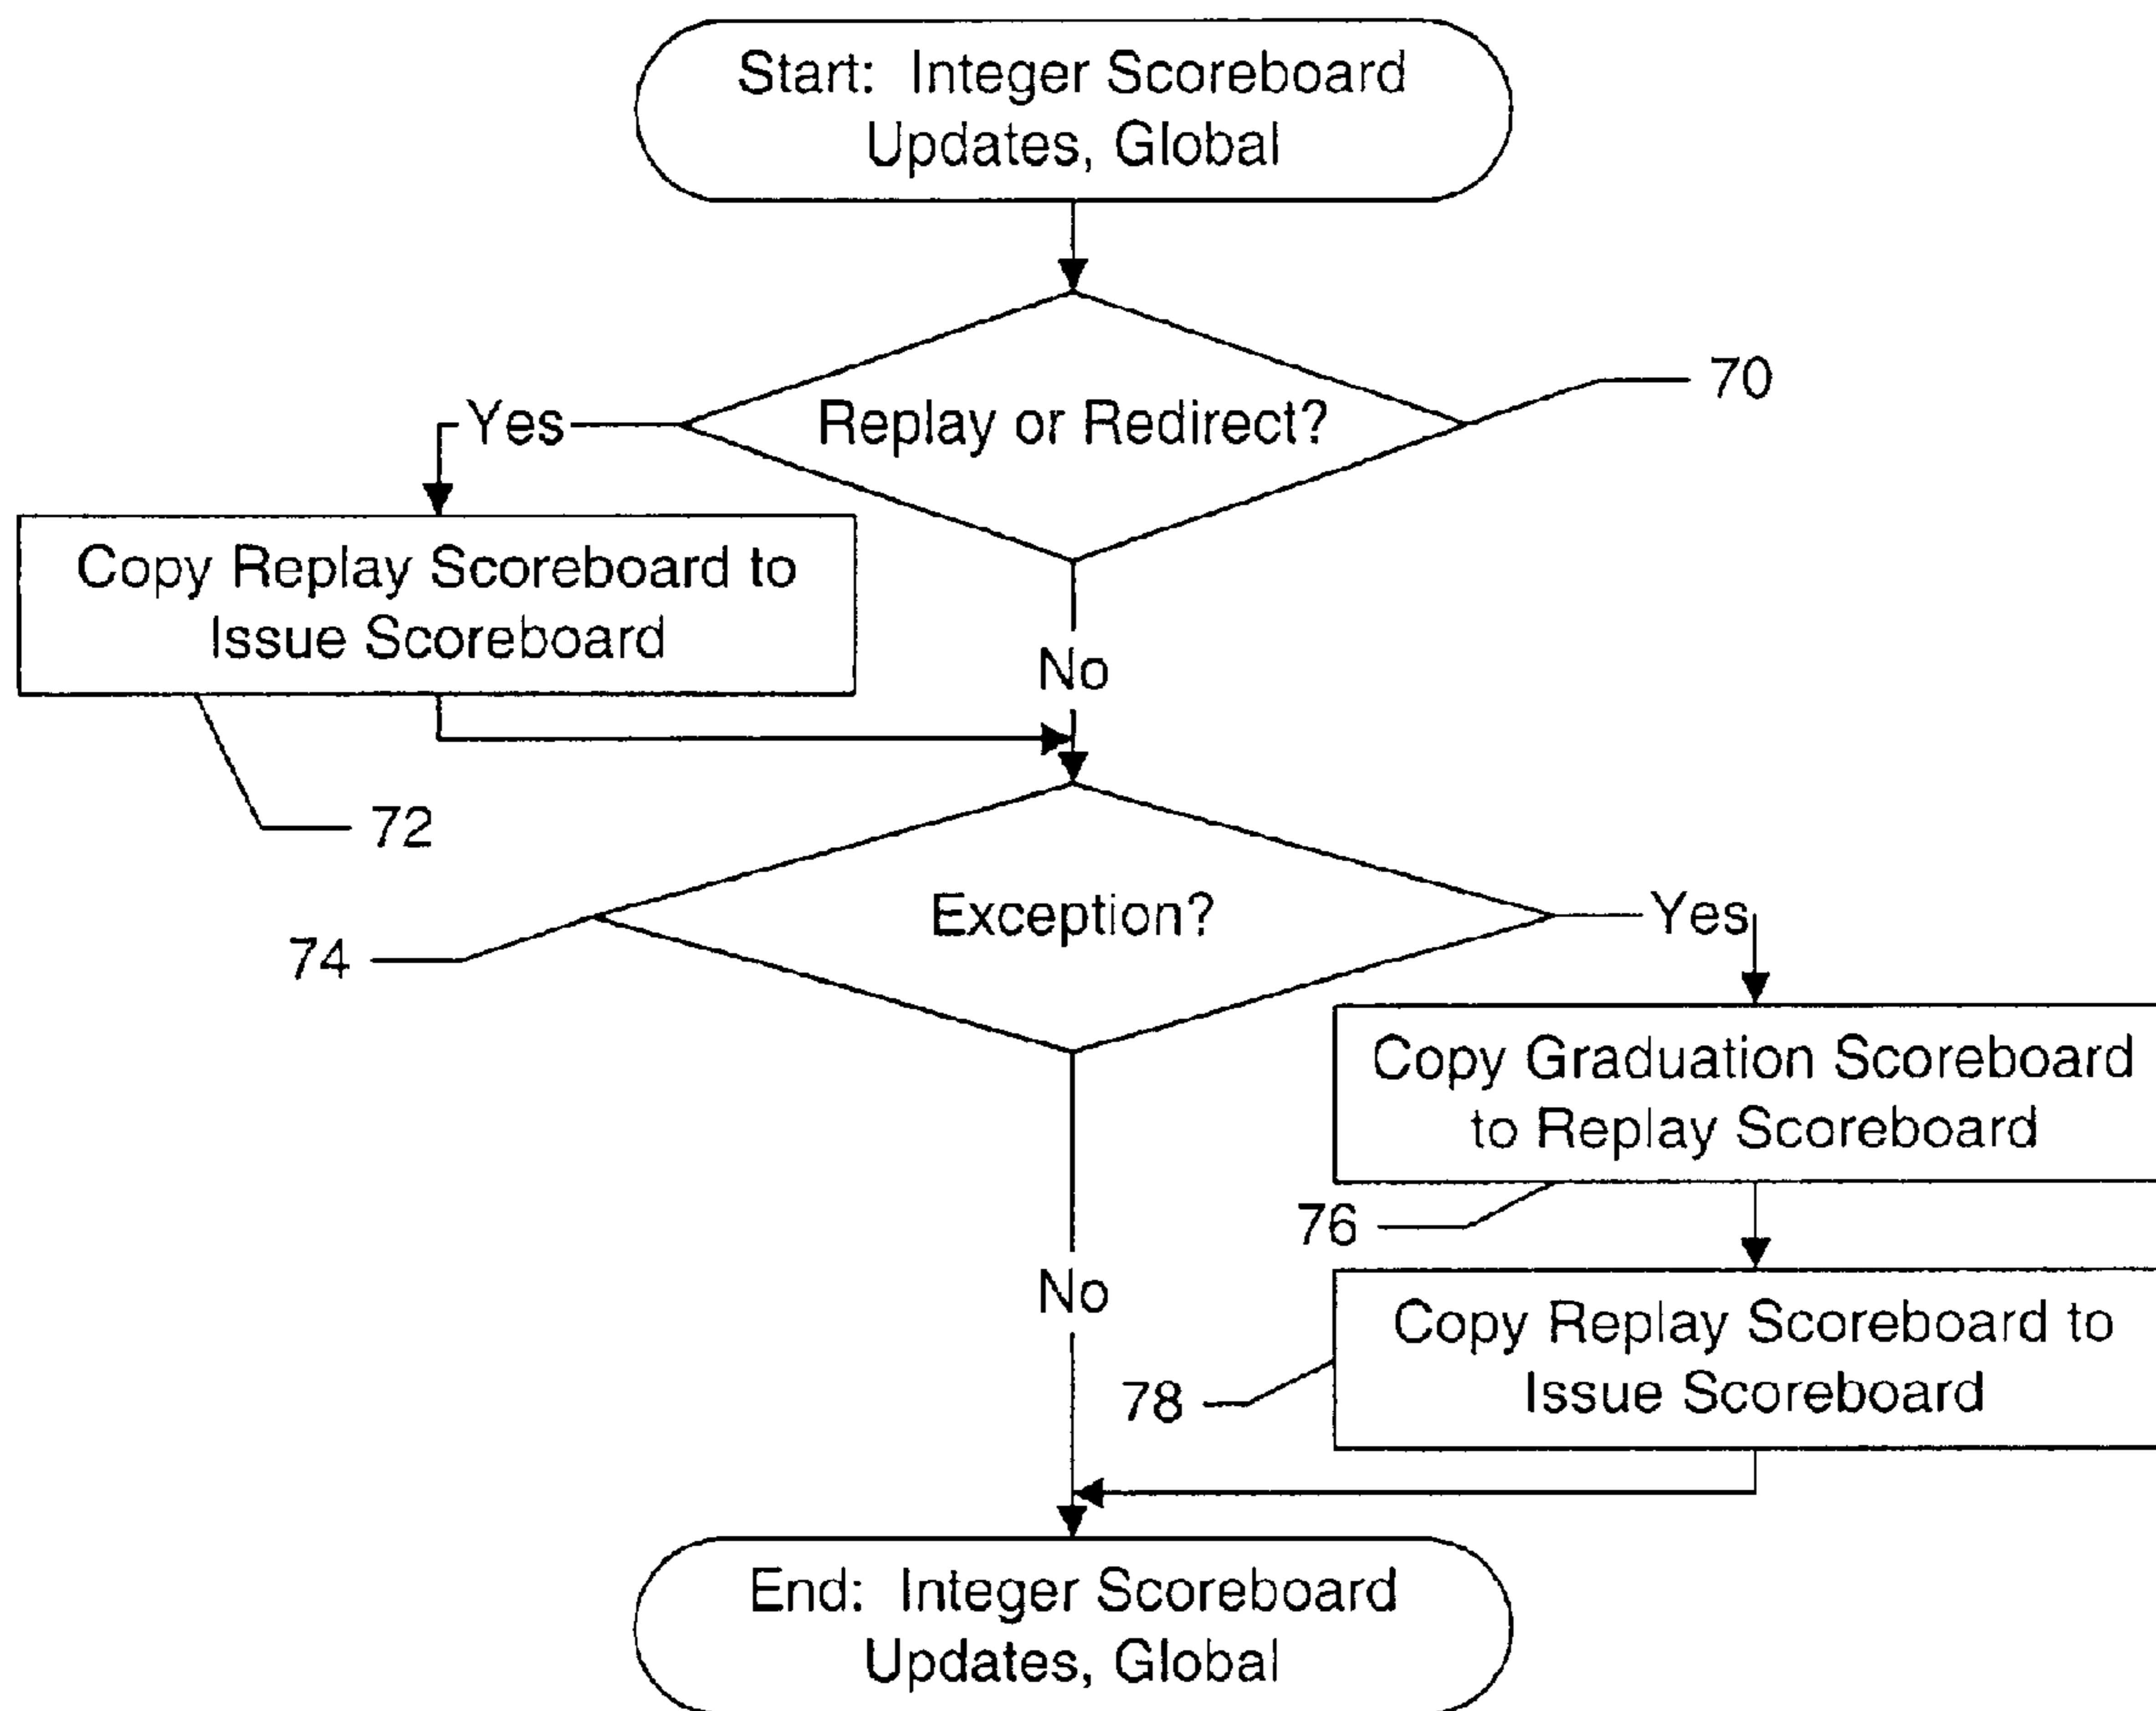 Start: Integer Scoreboard
Updates, Global
70
Yes
Replay or Redirect?
Copy Replay Scoreboard to
Issue Scoreboard
No
72
Exception?
Yes
74
Copy Graduation Scoreboard
to Replay Scoreboard
76
No
Copy Replay Scoreboard to
Issue Scoreboard
78
End: Integer Scoreboard
Updates, Global